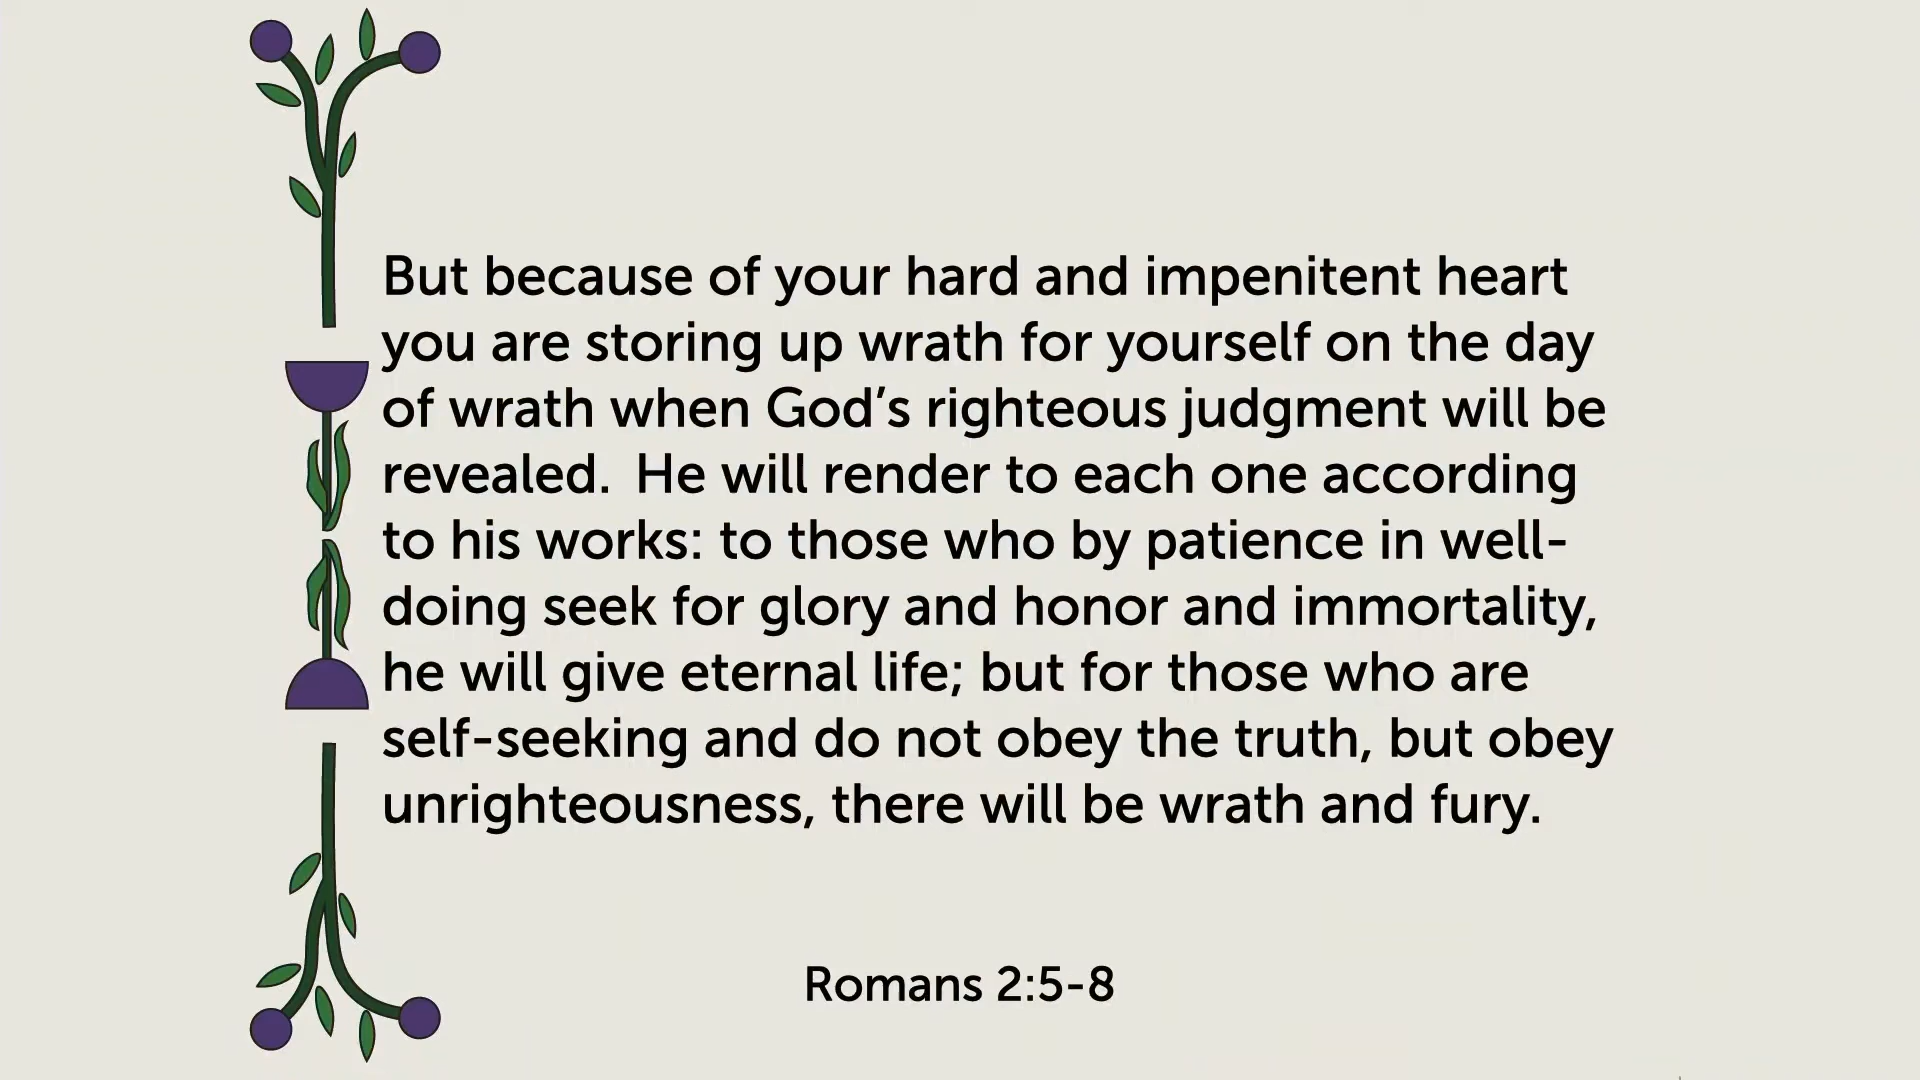 But because of your hard and impenitent heart
you are storing up wrath for yourself on the day
of wrath when God’s righteous judgment will be
revealed. He will render to each one according
to his works: to those who by patience in well-
doing seek for glory and honor and immortality,
he will give eternal life; but for those who are
self-seeking and do not obey the truth, but obey
unrighteousness, there will be wrath and fury.
Romans 2:5-8